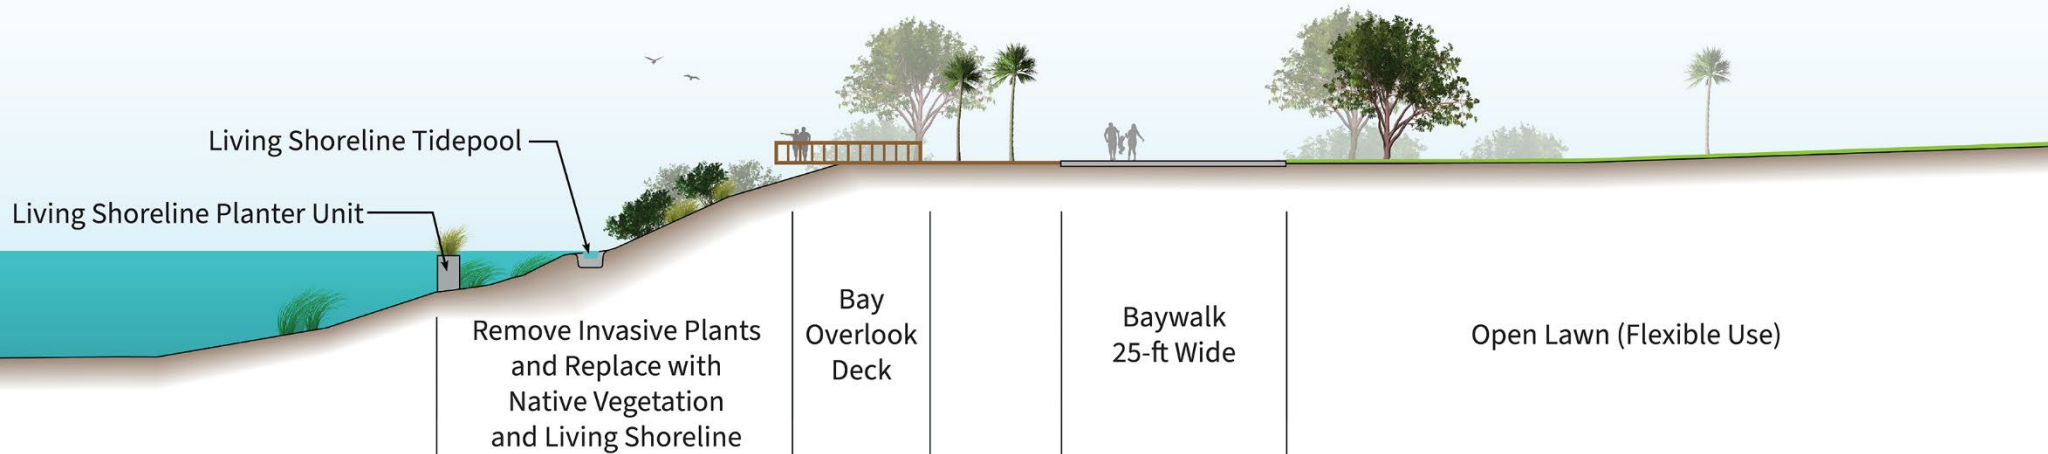 Living Shoreline Tidepool
Living Shoreline Planter Unit
Remove Invasive Plants
and Replace with
Native Vegetation
and Living Shoreline
Bay
Overlook
Deck
Baywalk
25-ft Wide
Open Lawn (Flexible Use)